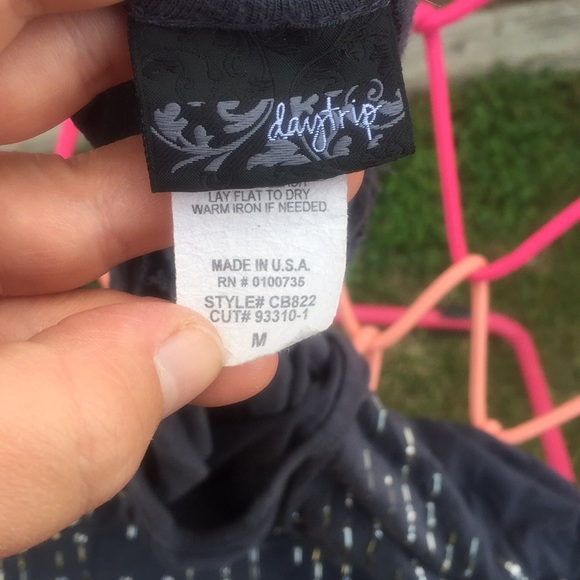 daytrip
LAY FLAT TO DRY
WARM IRON IF NEEDED
MADE IN U.S.A.
RN # 0100735
STYLE# CB822
CUT# 93310-1
M